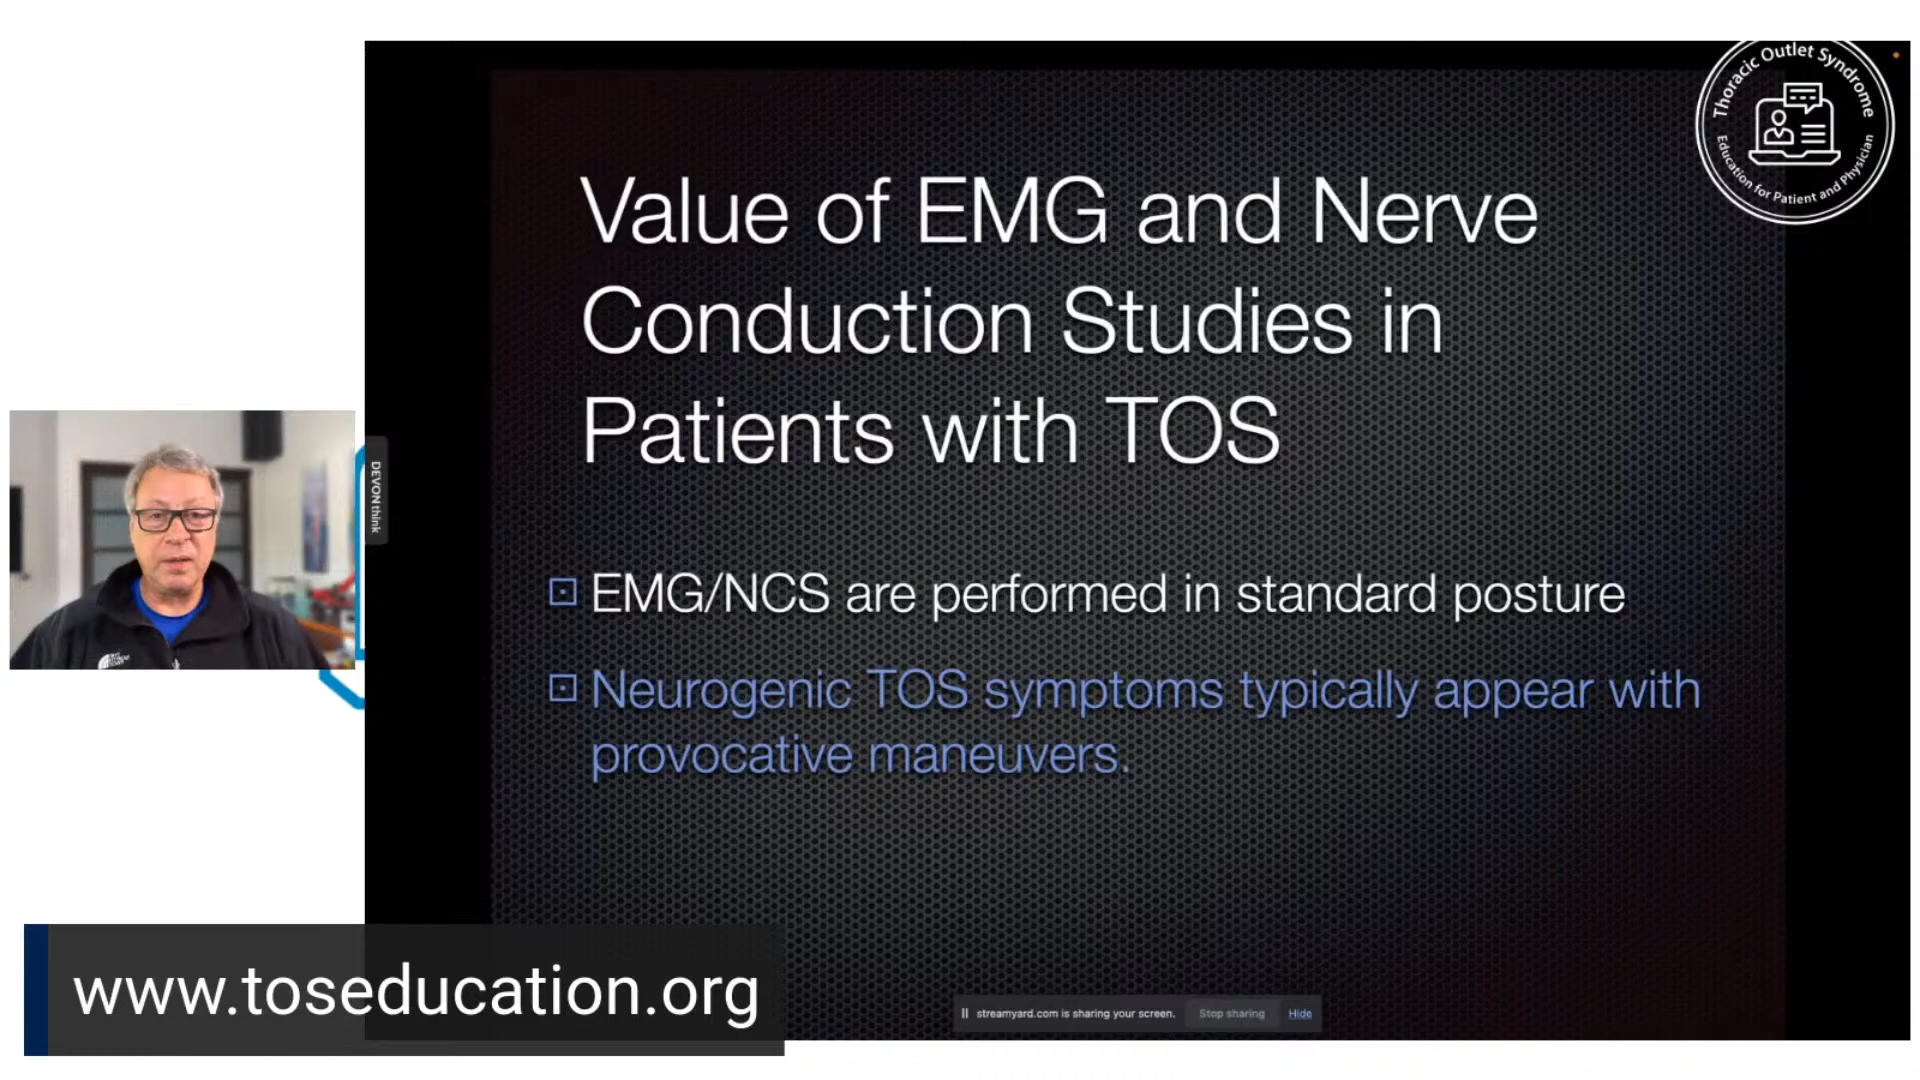 Thoracic Outlet Syndrome
Education for Patient and Physician
Value of EMG and Nerve
Conduction Studies in
Patients with TOS
DEVONthink
EMG/NCS are performed in standard posture
Neurogenic TOS symptoms typically appear with
provocative maneuvers.
www.toseducation.org
streamyard.com is sharing your screen. Stop sharing Hide